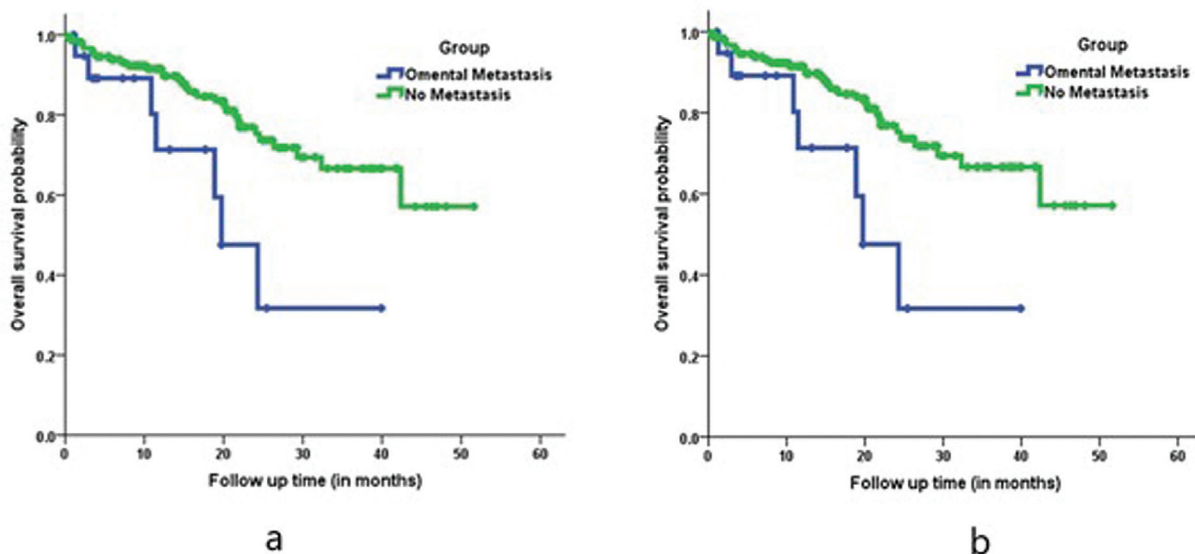 Group
Omental Metastasis
No Metastasis
Overall survival probability
1.0
0.8
0.6
0.4
0.2
0.0
0 10 20 30 40 50 60
Follow up time (in months)
a
Group
Omental Metastasis
No Metastasis
Overall survival probability
1.0
0.8
0.6
0.4
0.2
0.0
0 10 20 30 40 50 60
Follow up time (in months)
b